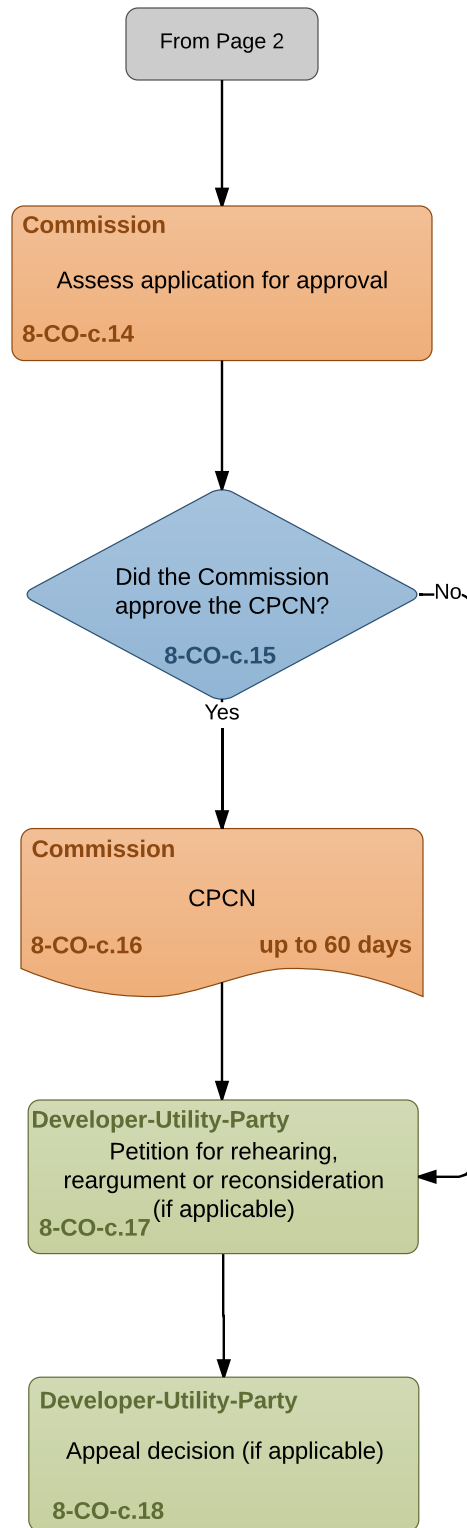 From Page 2
Commission
Assess application for approval
8-CO-c.14
Did the Commission
approve the CPCN?
8-CO-c.15
No
Yes
Commission
CPCN
8-CO-c.16 up to 60 days
Developer-Utility-Party
Petition for rehearing,
reargument or reconsideration
(if applicable)
8-CO-c.17
Developer-Utility-Party
Appeal decision (if applicable)
8-CO-c.18